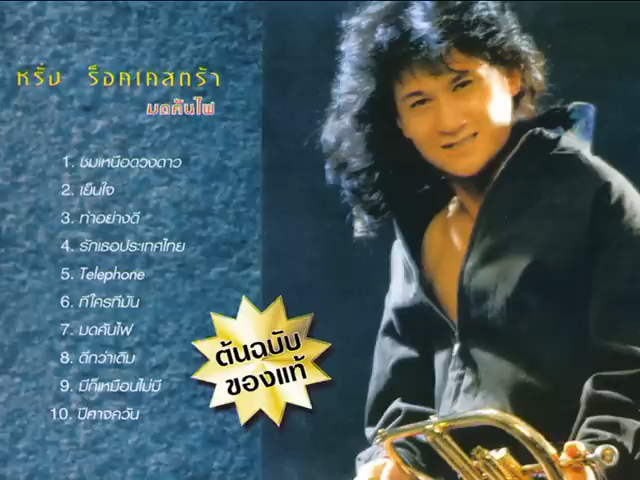 หรั่ง ร็อคเคสตร้า
มดคันไฟ
1. ชมเหนือดวงดาว
2. เย็นใจ
3. ท่าอย่างดี
4. รักเธอประเทศไทย
5. Telephone
6. ทีใครทีมัน
7. มดคันไฟ
8. ดีกว่าเดิม
9. มีก็เหมือนไม่มี
10. ปีศาจควัน
ต้นฉบับ
ของแท้